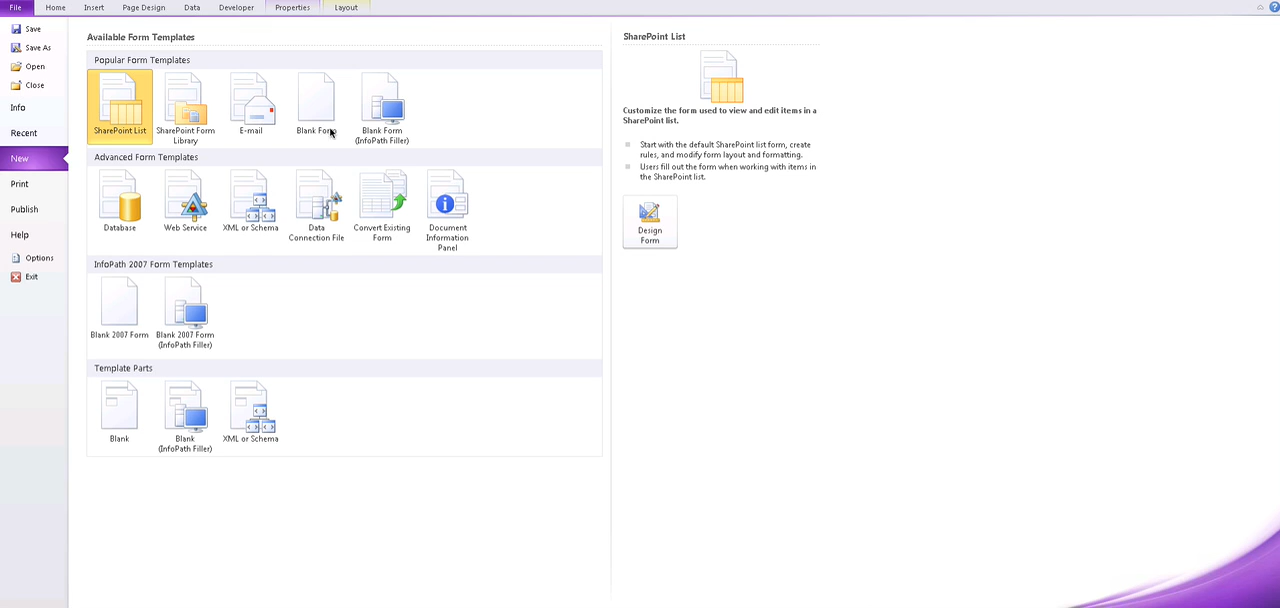 File Home Insert Page Design Data Developer Properties Layout
Save
Save As
Open
Close
Info
Recent
New
Print
Publish
Help
Options
Exit
Available Form Templates
Popular Form Templates
SharePoint List SharePoint Form E-mail Blank Form Blank Form
Library (InfoPath Filler)
Advanced Form Templates
Database Web Service XML or Schema Data Convert Existing Document
Connection File Form Information
Panel
InfoPath 2007 Form Templates
Blank 2007 Form Blank 2007 Form
(InfoPath Filler)
Template Parts
Blank Blank XML or Schema
(InfoPath Filler)
SharePoint List
Customize the form used to view and edit items in a
SharePoint list.
Start with the default SharePoint list form, create
rules, and modify form layout and formatting.
Users fill out the form when working with items in
the SharePoint list.
Design
Form